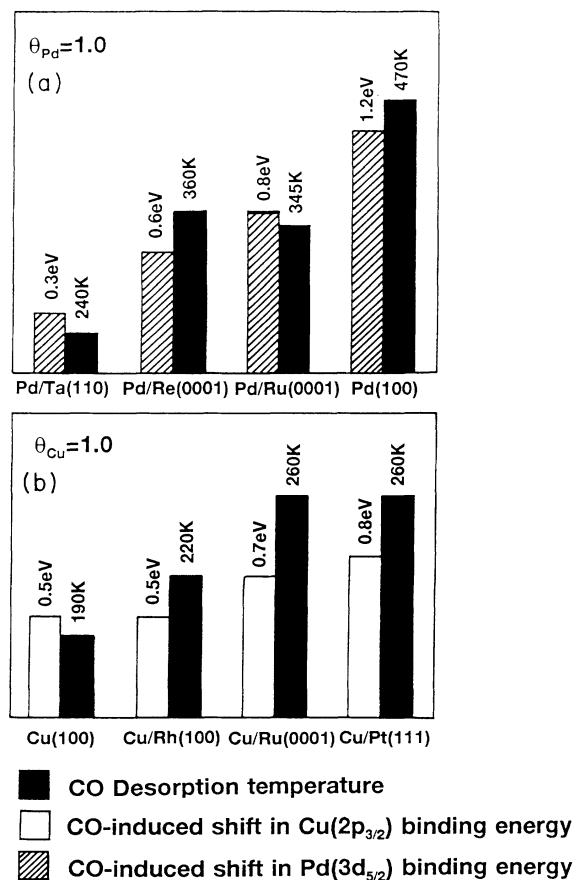 θPd=1.0
(a)
0.3eV
240K
0.6eV
360K
0.8eV
345K
1.2eV
470K
Pd/Ta(110) Pd/Re(0001) Pd/Ru(0001) Pd(100)
θCu=1.0
(b)
0.5eV
190K
0.5eV
220K
0.7eV
260K
0.8eV
260K
Cu(100) Cu/Rh(100) Cu/Ru(0001) Cu/Pt(111)
CO Desorption temperature
CO-induced shift in Cu(2p3/2) binding energy
CO-induced shift in Pd(3d5/2) binding energy